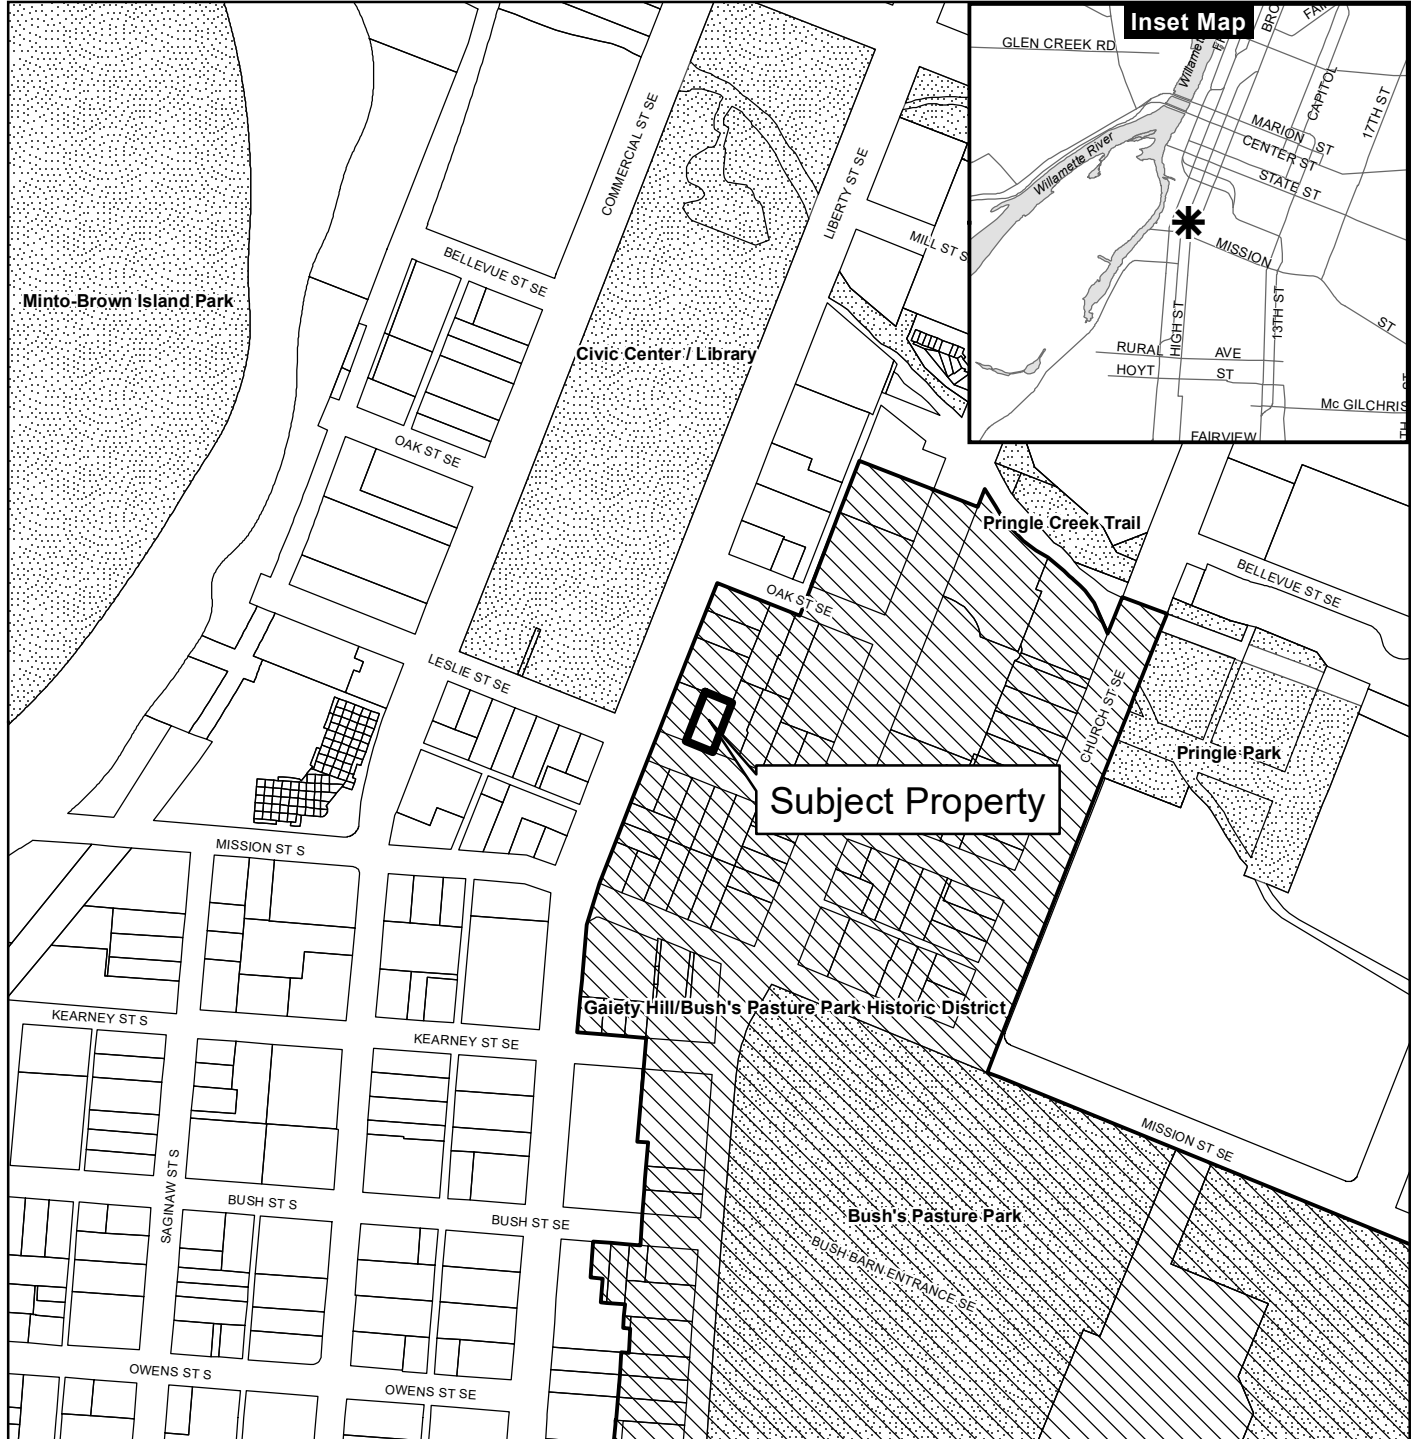 Inset Map
GLEN CREEK RD
CAPITOL
17TH ST
MARION ST
CENTER ST
STATE ST
Willamette River
MISSION
ST
HIGH ST
13TH ST
RURAL AVE
HOYT ST
FAIRVIEW
COMMERCIAL ST SE
LIBERTY ST SE
MILL ST S
BELLEVUE ST SE
Minto-Brown Island Park
Civic Center / Library
OAK ST SE
Pringle Creek Trail
BELLEVUE ST SE
OAK ST SE
LESLIE ST SE
CHURCH ST SE
Pringle Park
Subject Property
MISSION ST S
Gaiety Hill/Bush's Pasture Park Historic District
KEARNEY ST S
KEARNEY ST SE
MISSION ST SE
SAGINAW ST S
BUSH ST S
BUSH ST SE
Bush's Pasture Park
BUSH BARN ENTRANCE SE
OWENS ST S
OWENS ST SE